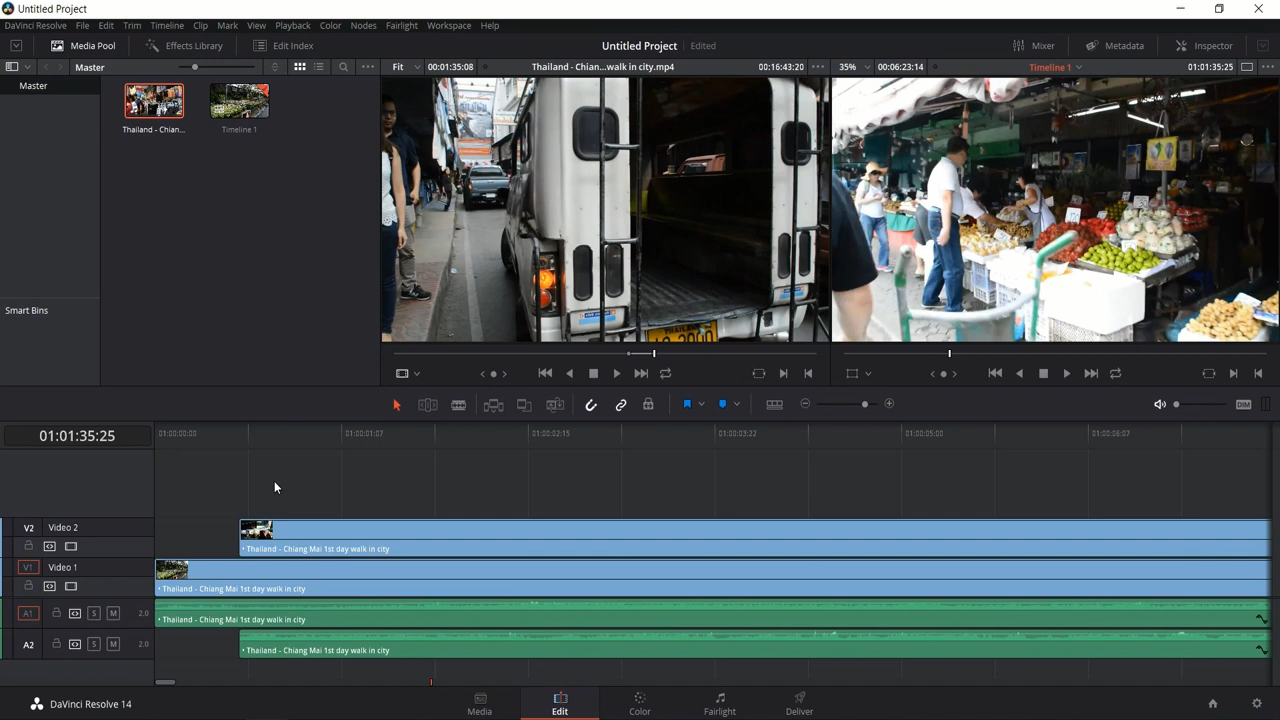 Untitled Project
DaVinci Resolve File Edit Trim Timeline Clip Mark View Playback Color Nodes Fairlight Workspace Help
Media Pool Effects Library Edit Index Untitled Project Edited Mixer Metadata Inspector
Master Fit 00:01:35:08 Thailand - Chian...walk in city.mp4 00:16:43:20 35% 00:06:23:14 Timeline 1 01:01:35:25
Master
Thailand - Chian... Timeline 1
Smart Bins
THAILAND
DIM
01:01:35:25 01:00:00:00 01:00:01:07 01:00:02:15 01:00:03:22 01:00:05:00 01:00:06:07
V2 Video 2
Thailand - Chiang Mai 1st day walk in city
V1 Video 1
Thailand - Chiang Mai 1st day walk in city
A1 S M 2.0 Thailand - Chiang Mai 1st day walk in city
A2 S M 2.0 Thailand - Chiang Mai 1st day walk in city
DaVinci Resolve 14 Media Edit Color Fairlight Deliver